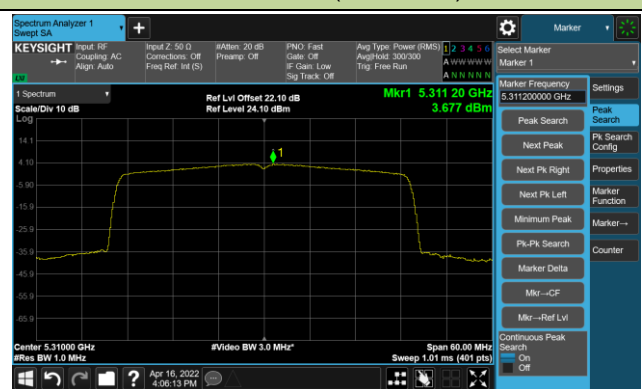 Spectrum Analyzer 1
Swept SA
Marker
KEYSIGHT
Input: RF
Coupling: AC
Align: Auto
Input Z: 50 Ω
Corrections: Off
Freq Ref: Int (S)
#Atten: 20 dB
Preamp: Off
PNO: Fast
Gate: Off
IF Gain: Low
Sig Track: Off
Avg Type: Power (RMS)
Avg|Hold: 300/300
Trig: Free Run
1 2 3 4 5 6
A W W W W W
A N N N N N
LW
Select Marker
Marker 1
1 Spectrum
Scale/Div 10 dB
Log
Ref Lvl Offset 22.10 dB
Ref Level 24.10 dBm
Mkr1 5.311 20 GHz
3.677 dBm
1
14.1
4.10
-5.90
-15.9
-25.9
-35.9
-45.9
-55.9
-65.9
Center 5.31000 GHz
#Res BW 1.0 MHz
#Video BW 3.0 MHz*
Span 60.00 MHz
Sweep 1.01 ms (401 pts)
Marker Frequency
5.311200000 GHz
Peak Search
Next Peak
Next Pk Right
Next Pk Left
Minimum Peak
Pk-Pk Search
Marker Delta
Mkr→CF
Mkr→Ref Lvl
Continuous Peak
Search
On
Off
Settings
Peak
Search
Pk Search
Config
Properties
Marker
Function
Marker→
Counter
Apr 16, 2022
4:06:13 PM